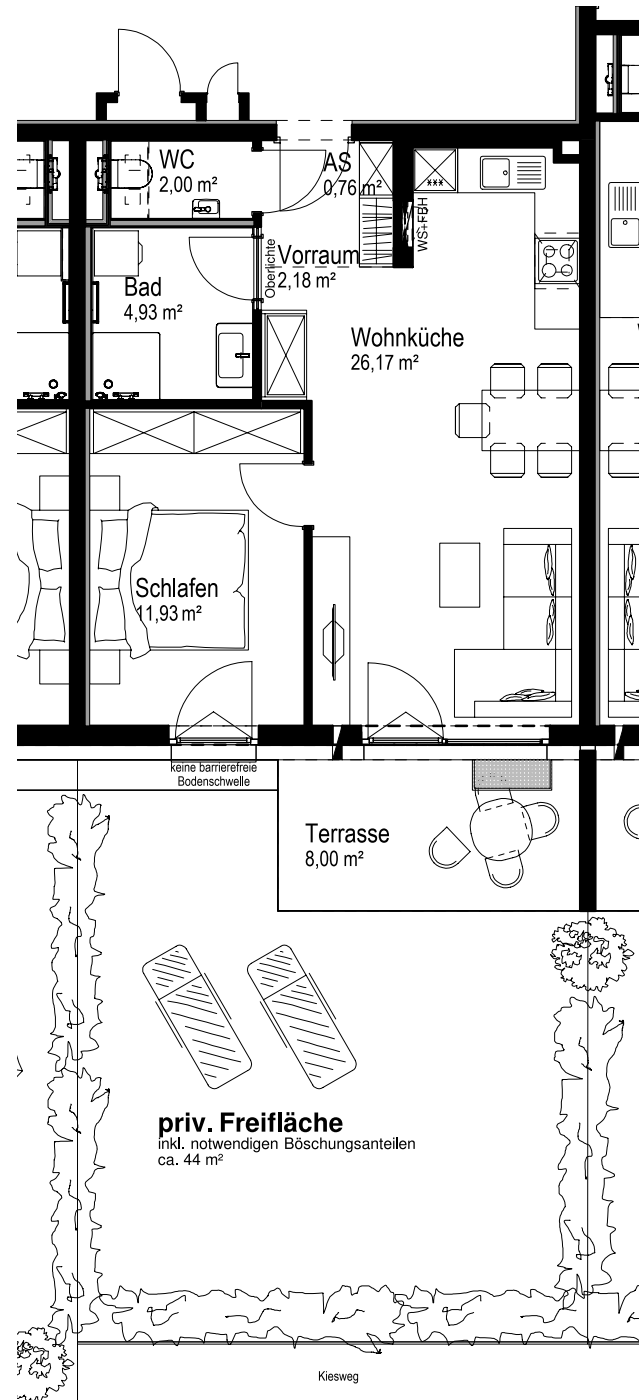 WC
2,00 m²
AS
0,76 m²
WS+FBH
Oberlichte
Vorraum
2,18 m²
Bad
4,93 m²
Wohnküche
26,17 m²
***
Schlafen
11,93 m²
keine barrierefreie
Bodenschwelle
Terrasse
8,00 m²
priv. Freifläche
inkl. notwendigen Böschungsanteilen
ca. 44 m²
Kiesweg